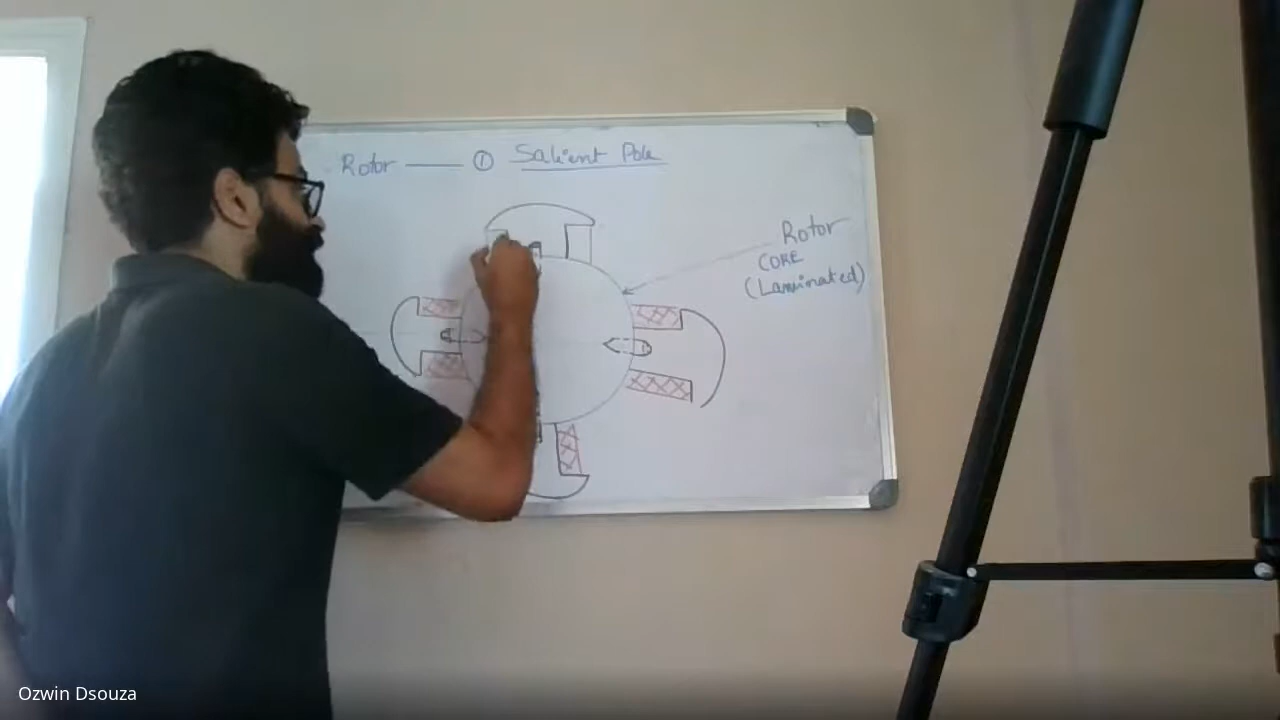 Rotor —— ① Salient Pole
Rotor
CORE
(Laminated)
Ozwin Dsouza